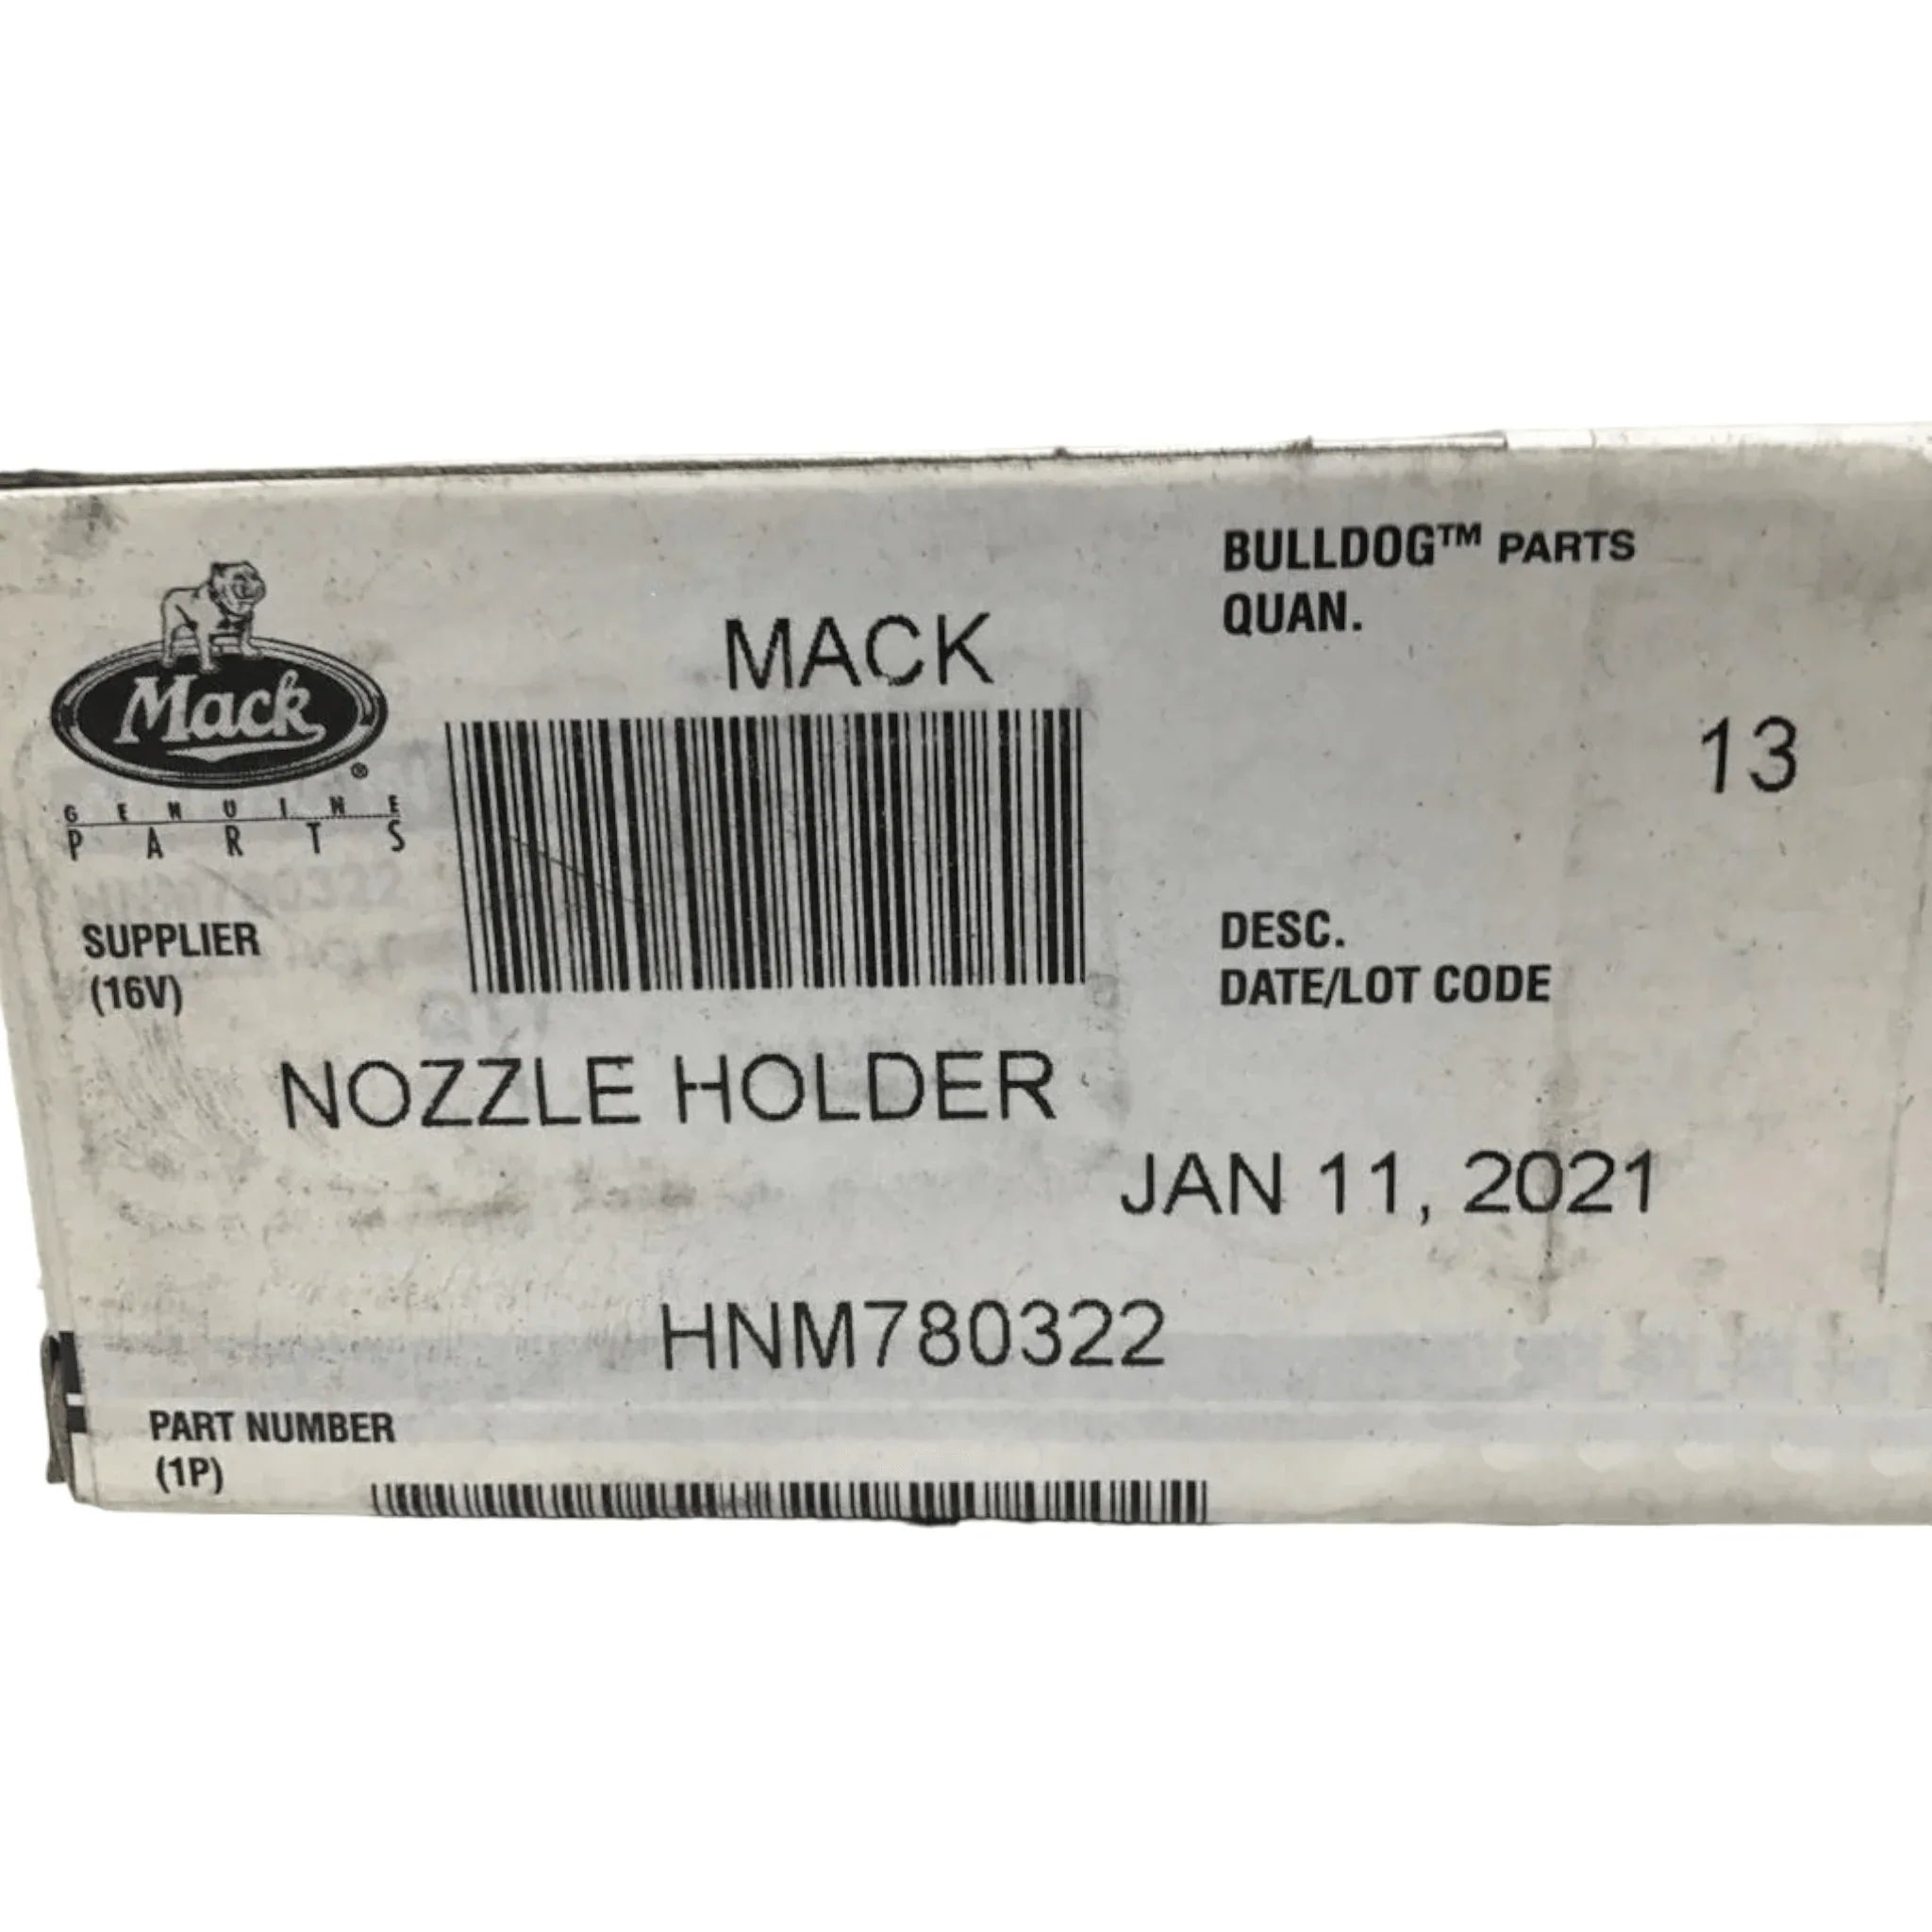 MACK
BULLDOG™ PARTS
QUAN.
Mack
®
GENUINE
PARTS
13
SUPPLIER
(16V)
DESC.
DATE/LOT CODE
NOZZLE HOLDER
JAN 11, 2021
HNM780322
PART NUMBER
(1P)